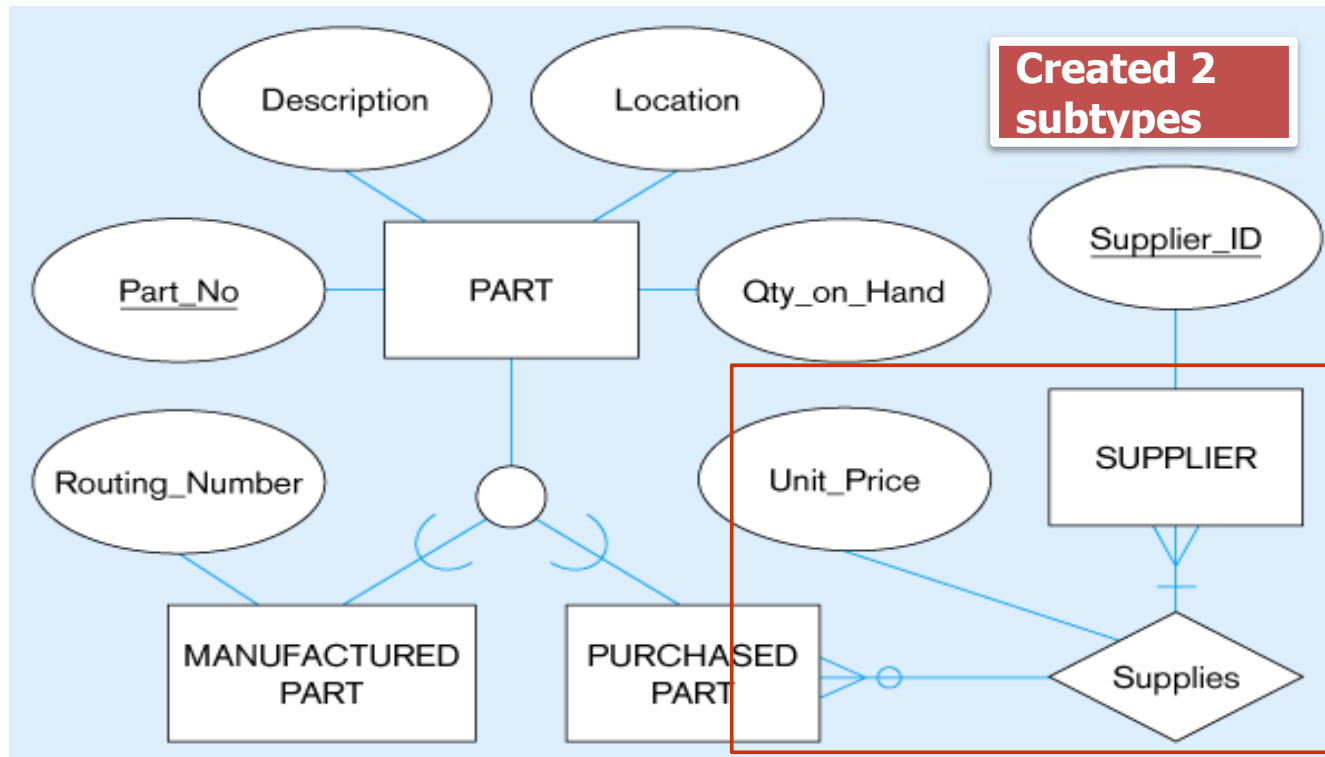 Created 2
subtypes
Description
Location
Supplier_ID
Part_No
PART
Qty_on_Hand
Routing_Number
Unit_Price
SUPPLIER
MANUFACTURED
PART
PURCHASED
PART
Supplies